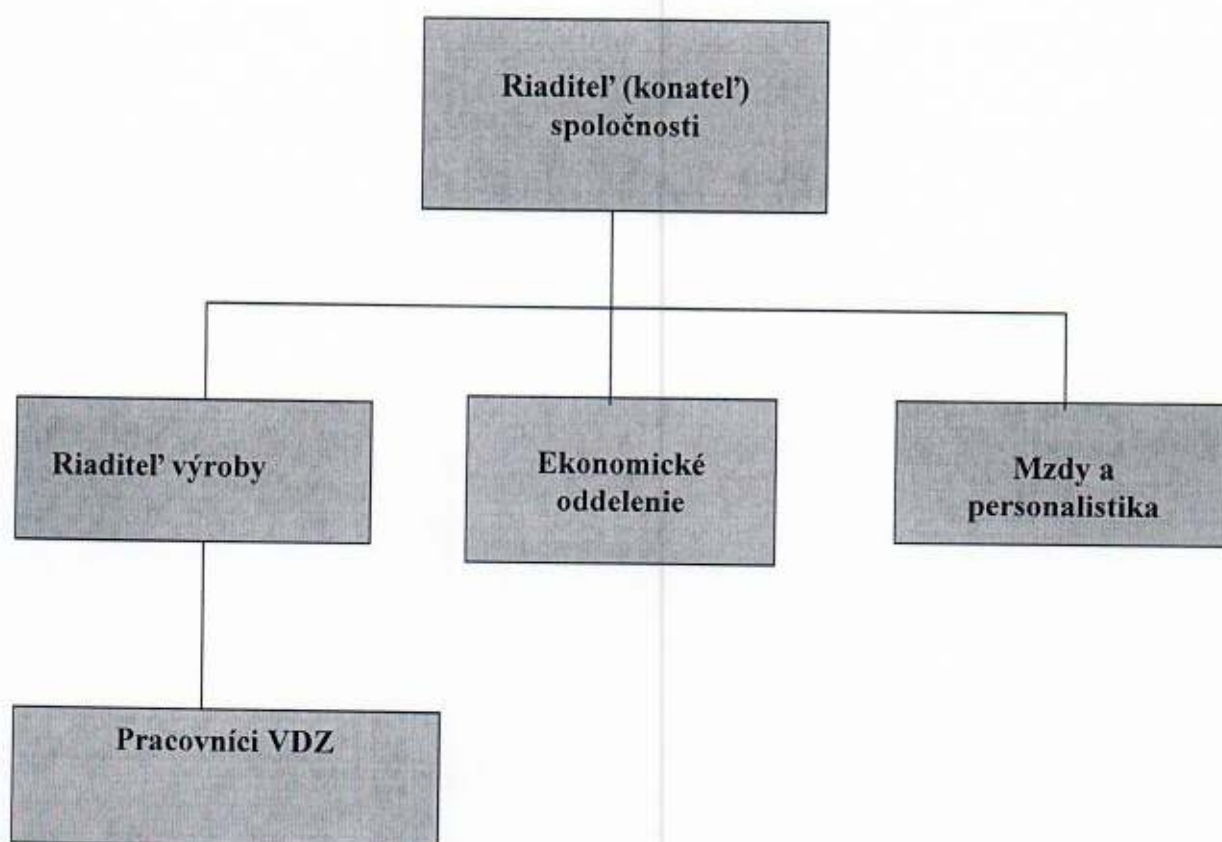 Riaditeľ (konateľ)
spoločnosti
Riaditeľ výroby
Ekonomické
oddelenie
Mzdy a
personalistika
Pracovníci VDZ